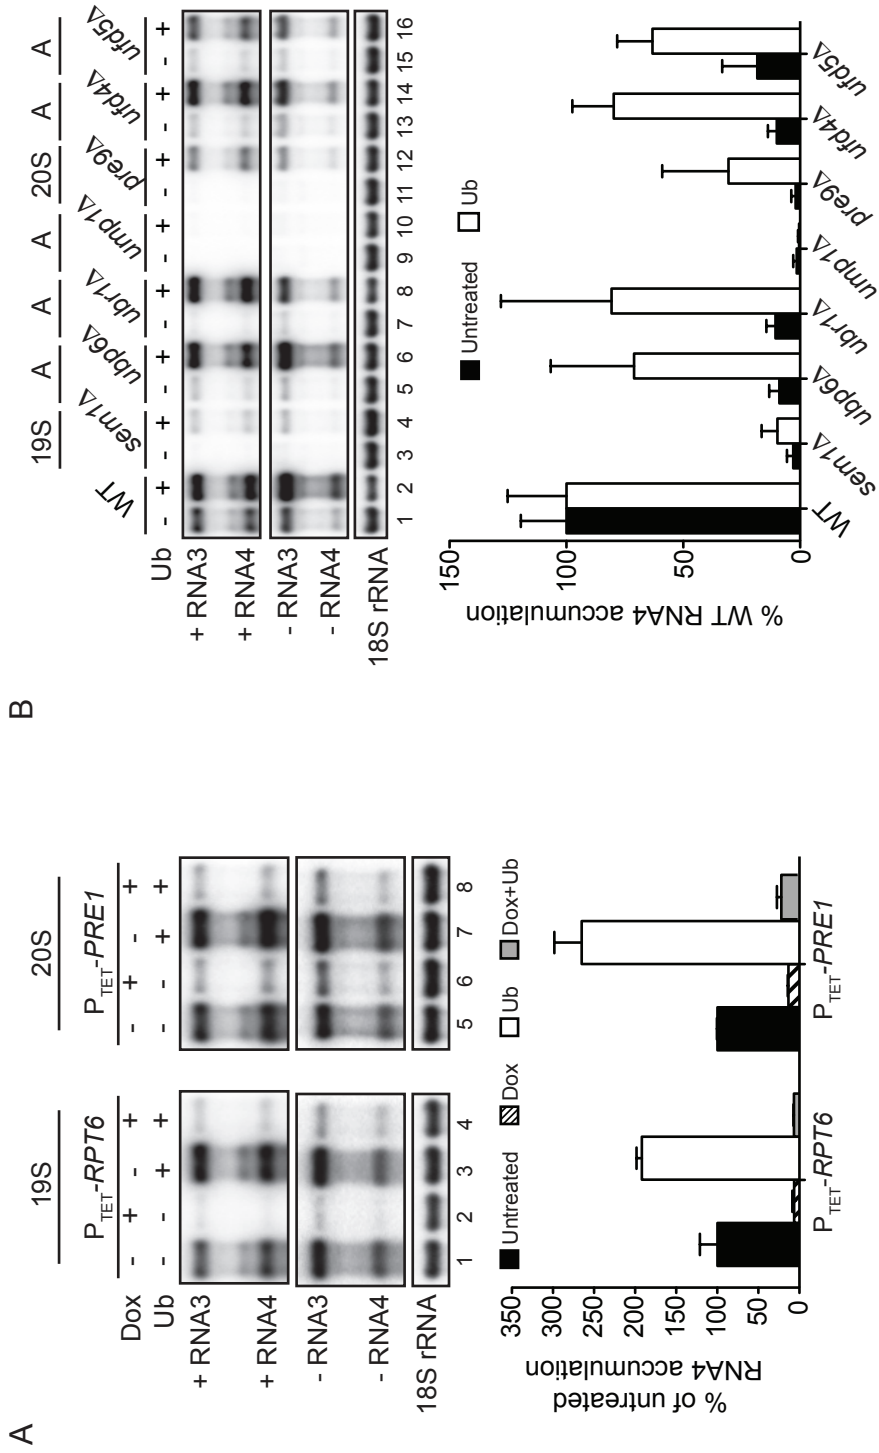 A
19S 20S
P_TET-RPT6 P_TET-PRE1
Dox - + - + - + - +
Ub - - + + - - + +
+ RNA3
+ RNA4
- RNA3
- RNA4
18S rRNA
1 2 3 4 5 6 7 8
Untreated Dox Ub Dox+Ub
% of untreated
RNA4 accumulation
350
300
250
200
150
100
50
0
P_TET-RPT6 P_TET-PRE1
B
19S A A A 20S A A
WT sem1Δ ubp6Δ ubr1Δ ump1Δ pre9Δ ufd4Δ ufd5Δ
Ub - + - + - + - + - + - + - + - +
+ RNA3
+ RNA4
- RNA3
- RNA4
18S rRNA
1 2 3 4 5 6 7 8 9 10 11 12 13 14 15 16
Untreated Ub
% WT RNA4 accumulation
150
100
50
0
WT sem1Δ ubp6Δ ubr1Δ ump1Δ pre9Δ ufd4Δ ufd5Δ